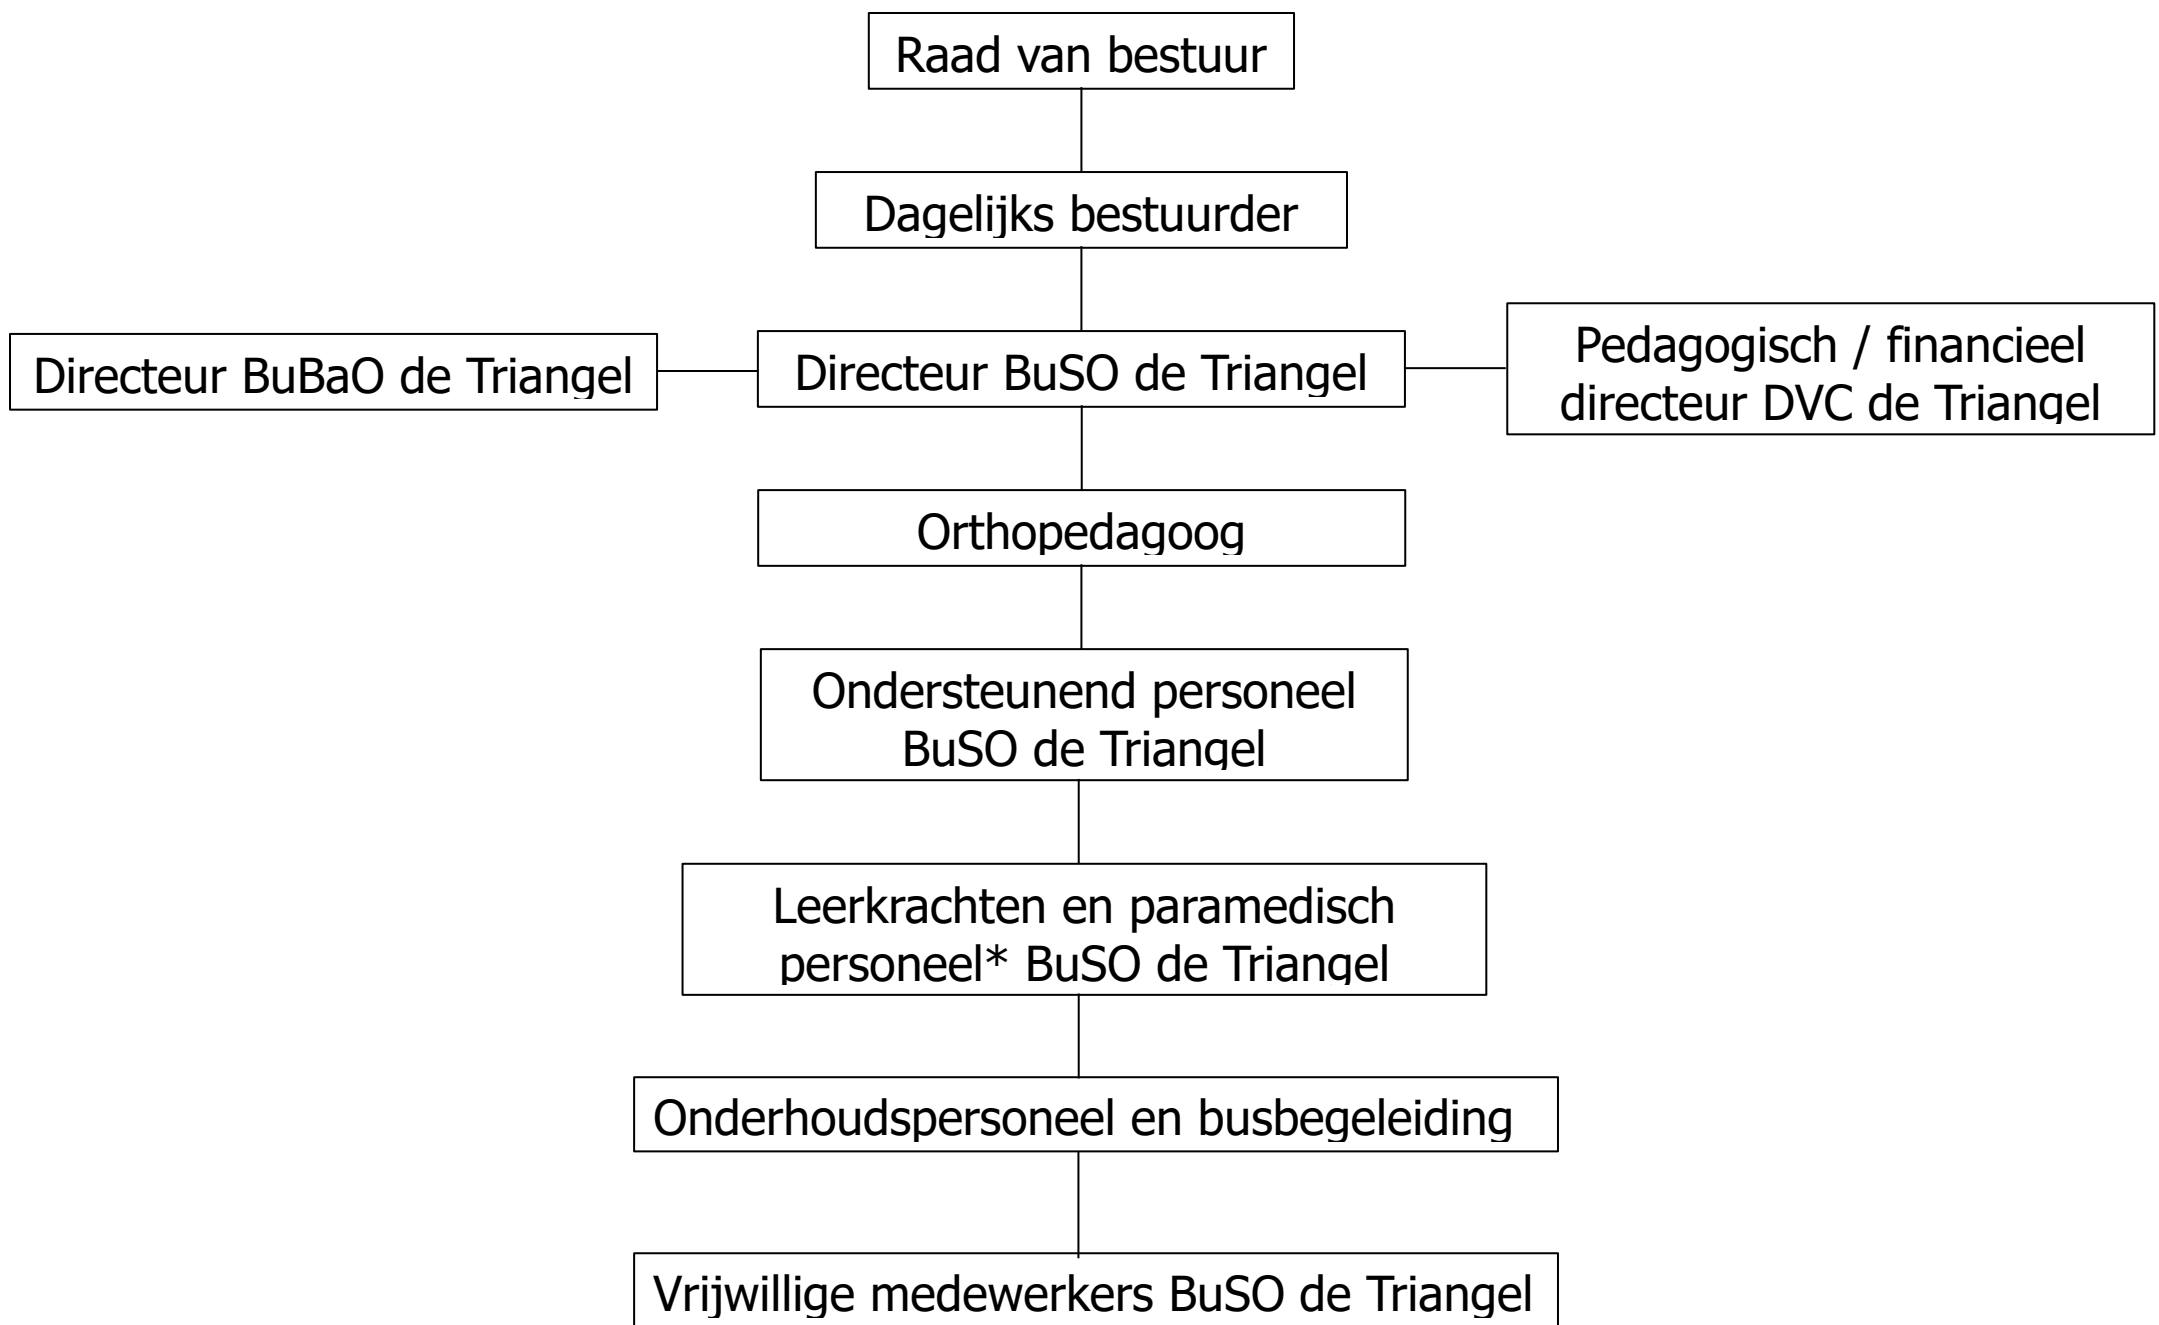 Raad van bestuur
Dagelijks bestuurder
Directeur BuBaO de Triangel
Directeur BuSO de Triangel
Pedagogisch / financieel
directeur DVC de Triangel
Orthopedagoog
Ondersteunend personeel
BuSO de Triangel
Leerkrachten en paramedisch
personeel* BuSO de Triangel
Onderhoudspersoneel en busbegeleiding
Vrijwillige medewerkers BuSO de Triangel